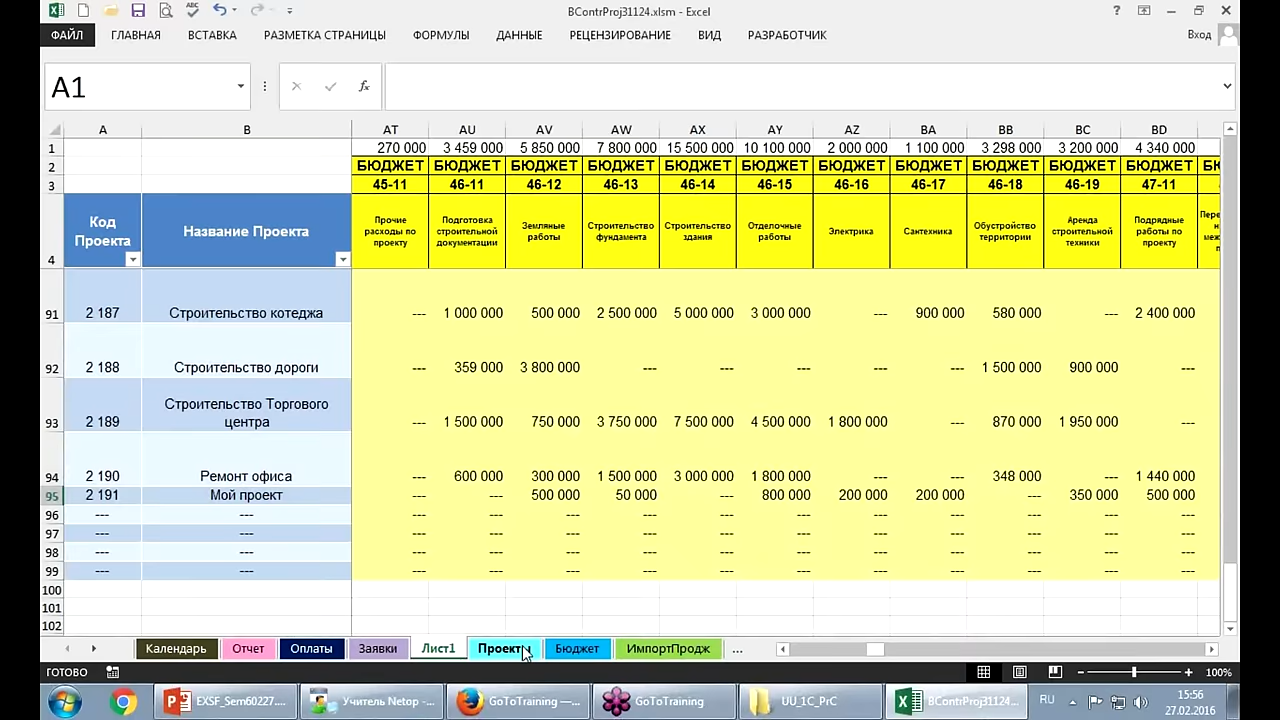 BContrProj31124.xlsm - Excel
ФАЙЛ ГЛАВНАЯ ВСТАВКА РАЗМЕТКА СТРАНИЦЫ ФОРМУЛЫ ДАННЫЕ РЕЦЕНЗИРОВАНИЕ ВИД РАЗРАБОТЧИК Вход
A1
A B AT AU AV AW AX AY AZ BA BB BC BD
1 270 000 3 459 000 5 850 000 7 800 000 15 500 000 10 100 000 2 000 000 1 100 000 3 298 000 3 200 000 4 340 000
2 БЮДЖЕТ БЮДЖЕТ БЮДЖЕТ БЮДЖЕТ БЮДЖЕТ БЮДЖЕТ БЮДЖЕТ БЮДЖЕТ БЮДЖЕТ БЮДЖЕТ БЮДЖЕТ
3 45-11 46-11 46-12 46-13 46-14 46-15 46-16 46-17 46-18 46-19 47-11
4
Код
Проекта
Название Проекта
Прочие
расходы по
проекту
Подготовка
строительной
документации
Земляные
работы
Строительство
фундамента
Строительство
здания
Отделочные
работы
Электрика
Сантехника
Обустройство
территории
Аренда
строительной
техники
Подрядные
работы по
проекту
91 2 187 Строительство котеджа --- 1 000 000 500 000 2 500 000 5 000 000 3 000 000 --- 900 000 580 000 --- 2 400 000
92 2 188 Строительство дороги --- 359 000 3 800 000 --- --- --- --- --- 1 500 000 900 000 ---
93 2 189 Строительство Торгового
центра --- 1 500 000 750 000 3 750 000 7 500 000 4 500 000 1 800 000 --- 870 000 1 950 000 ---
94 2 190 Ремонт офиса --- 600 000 300 000 1 500 000 3 000 000 1 800 000 --- --- 348 000 --- 1 440 000
95 2 191 Мой проект --- --- 500 000 50 000 --- 800 000 200 000 200 000 --- 350 000 500 000
96 --- --- --- --- --- --- --- --- --- --- --- --- ---
97 --- --- --- --- --- --- --- --- --- --- --- --- ---
98 --- --- --- --- --- --- --- --- --- --- --- --- ---
99 --- --- --- --- --- --- --- --- --- --- --- --- ---
100
101
102
Календарь Отчет Оплаты Заявки Лист1 Проекты Бюджет ИмпортПродж ...
ГОТОВО 100%
EXSF_Sem60227.... Учитель Netop -... GoToTraining —... GoToTraining UU_1C_PrC BContrProj31124... RU 15:56
27.02.2016